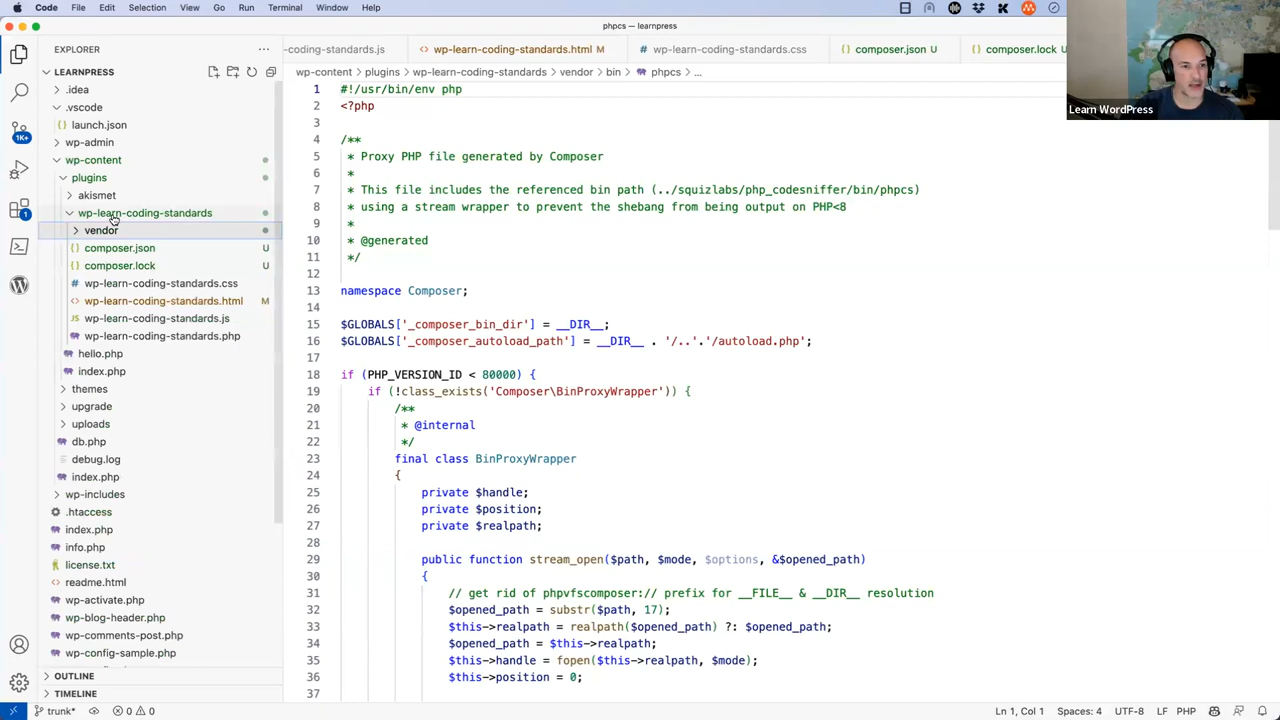 Code File Edit Selection View Go Run Terminal Window Help
phpcs — learnpress
EXPLORER
LEARNPRESS
.idea
.vscode
launch.json
wp-admin
wp-content
plugins
akismet
wp-learn-coding-standards
vendor
composer.json U
composer.lock U
wp-learn-coding-standards.css
wp-learn-coding-standards.html M
wp-learn-coding-standards.js
wp-learn-coding-standards.php
hello.php
index.php
themes
upgrade
uploads
db.php
debug.log
index.php
wp-includes
.htaccess
index.php
info.php
license.txt
readme.html
wp-activate.php
wp-blog-header.php
wp-comments-post.php
wp-config-sample.php
OUTLINE
TIMELINE
1K+
1
-coding-standards.js wp-learn-coding-standards.html M wp-learn-coding-standards.css composer.json U composer.lock U
wp-content > plugins > wp-learn-coding-standards > vendor > bin > phpcs > ...
1 #!/usr/bin/env php
2 <?php
3
4 /**
5 * Proxy PHP file generated by Composer
6 *
7 * This file includes the referenced bin path (../squizlabs/php_codesniffer/bin/phpcs)
8 * using a stream wrapper to prevent the shebang from being output on PHP<8
9 *
10 * @generated
11 */
12
13 namespace Composer;
14
15 $GLOBALS['_composer_bin_dir'] = __DIR__;
16 $GLOBALS['_composer_autoload_path'] = __DIR__ . '/..'.'/autoload.php';
17
18 if (PHP_VERSION_ID < 80000) {
19 if (!class_exists('Composer\BinProxyWrapper')) {
20 /**
21 * @internal
22 */
23 final class BinProxyWrapper
24 {
25 private $handle;
26 private $position;
27 private $realpath;
28
29 public function stream_open($path, $mode, $options, &$opened_path)
30 {
31 // get rid of phpvfscomposer:// prefix for __FILE__ & __DIR__ resolution
32 $opened_path = substr($path, 17);
33 $this->realpath = realpath($opened_path) ?: $opened_path;
34 $opened_path = $this->realpath;
35 $this->handle = fopen($this->realpath, $mode);
36 $this->position = 0;
37
Learn WordPress
trunk* 0 0 Ln 1, Col 1 Spaces: 4 UTF-8 LF PHP